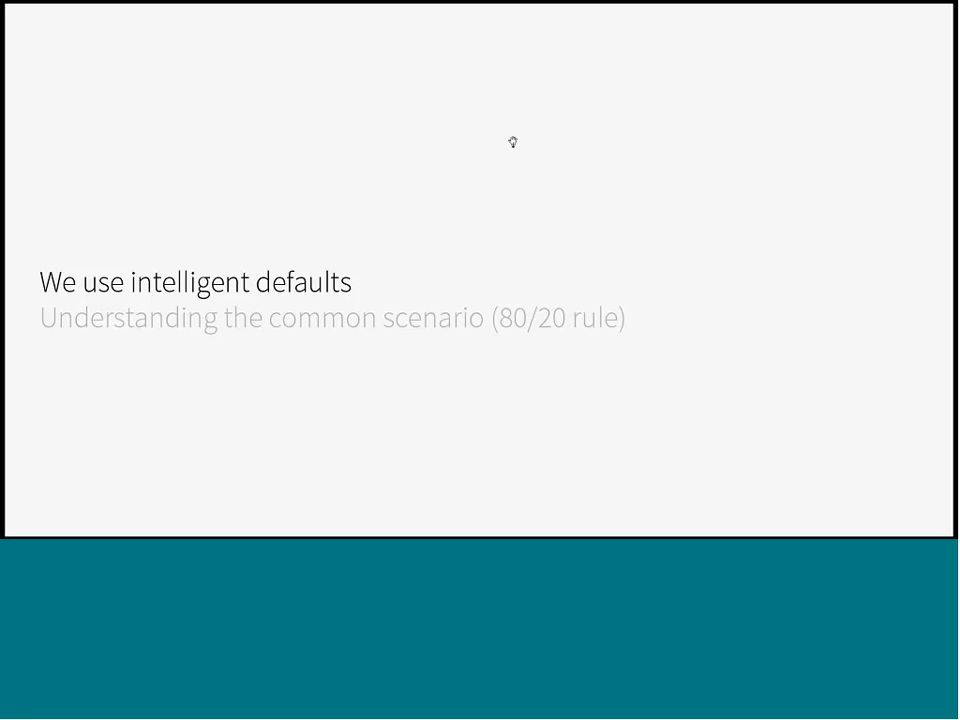 We use intelligent defaults
Understanding the common scenario (80/20 rule)